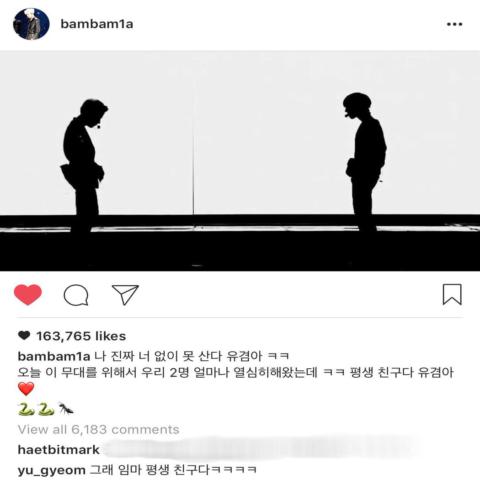 bambam1a
163,765 likes
bambam1a 나 진짜 너 없이 못 산다 유겸아 ㅋㅋ
오늘 이 무대를 위해서 우리 2명 얼마나 열심히해왔는데 ㅋㅋ 평생 친구다 유겸아
❤️
🐍🐍🐜
View all 6,183 comments
haetbitmark
yu_gyeom 그래 임마 평생 친구다ㅋㅋㅋㅋ